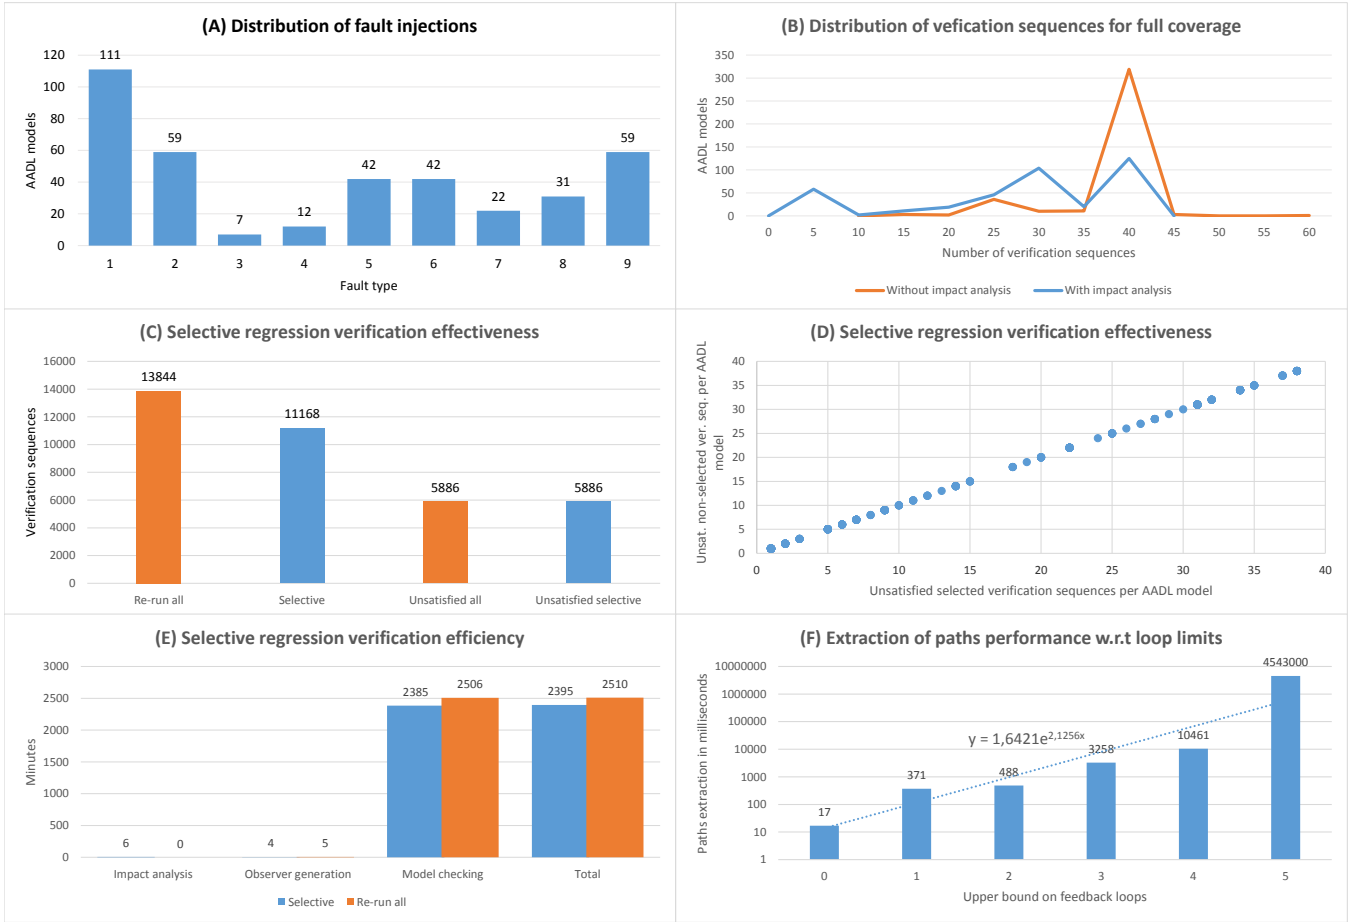 (A) Distribution of fault injections
AADL models
120
100
80
60
40
20
0
111
59
7
12
42
42
22
31
59
1 2 3 4 5 6 7 8 9
Fault type
(B) Distribution of vefication sequences for full coverage
AADL models
350
300
250
200
150
100
50
0
0 5 10 15 20 25 30 35 40 45 50 55 60
Number of verification sequences
Without impact analysis With impact analysis
(C) Selective regression verification effectiveness
Verification sequences
16000
14000
12000
10000
8000
6000
4000
2000
0
13844
11168
5886
5886
Re-run all Selective Unsatisfied all Unsatisfied selective
(D) Selective regression verification effectiveness
Unsat. non-selected ver. seq. per AADL
model
40
35
30
25
20
15
10
5
0
0 5 10 15 20 25 30 35 40
Unsatisfied selected verification sequences per AADL model
(E) Selective regression verification efficiency
Minutes
3000
2500
2000
1500
1000
500
0
6 0
4 5
2385 2506
2395 2510
Impact analysis Observer generation Model checking Total
Selective Re-run all
(F) Extraction of paths performance w.r.t loop limits
Paths extraction in milliseconds
10000000
1000000
100000
10000
1000
100
10
1
17
371
488
3258
10461
4543000
y = 1,6421e^2,1256x
0 1 2 3 4 5
Upper bound on feedback loops